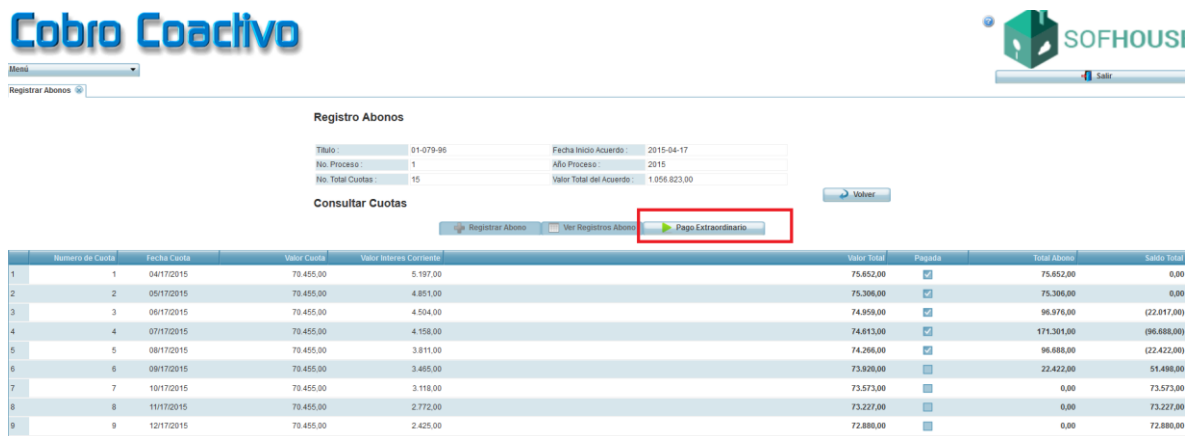 Cobro Coactivo
SOFHOUSE
Menú
Salir
Registrar Abonos
Registro Abonos
Título : 01-079-96 Fecha Inicio Acuerdo : 2015-04-17
No. Proceso : 1 Año Proceso : 2015
No. Total Cuotas : 15 Valor Total del Acuerdo : 1.056.823,00
Volver
Consultar Cuotas
Registrar Abono Ver Registros Abono Pago Extraordinario
Numero de Cuota Fecha Cuota Valor Cuota Valor Interes Corriente Valor Total Pagada Total Abono Saldo Total
1 1 04/17/2015 70.455,00 5.197,00 75.652,00 75.652,00 0,00
2 2 05/17/2015 70.455,00 4.851,00 75.306,00 75.306,00 0,00
3 3 06/17/2015 70.455,00 4.504,00 74.959,00 96.976,00 (22.017,00)
4 4 07/17/2015 70.455,00 4.158,00 74.613,00 171.301,00 (96.688,00)
5 5 08/17/2015 70.455,00 3.811,00 74.266,00 96.688,00 (22.422,00)
6 6 09/17/2015 70.455,00 3.465,00 73.920,00 22.422,00 51.498,00
7 7 10/17/2015 70.455,00 3.118,00 73.573,00 0,00 73.573,00
8 8 11/17/2015 70.455,00 2.772,00 73.227,00 0,00 73.227,00
9 9 12/17/2015 70.455,00 2.425,00 72.880,00 0,00 72.880,00